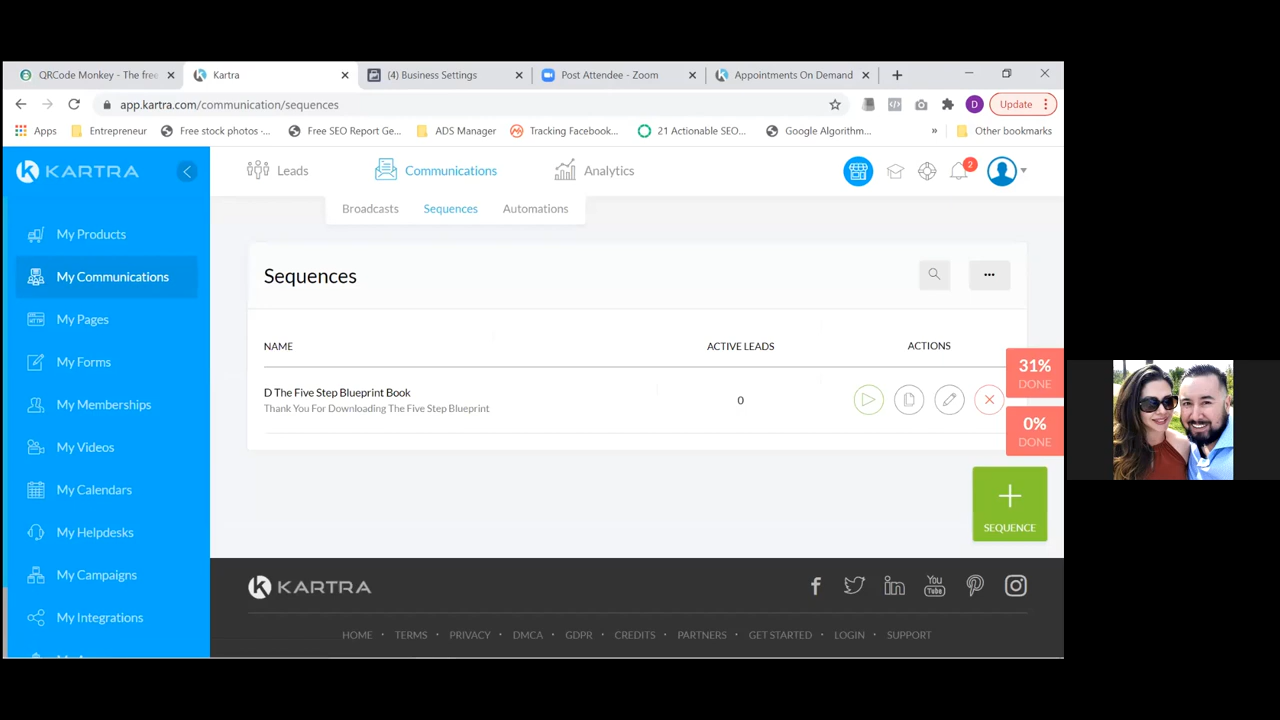 QRCode Monkey - The free
Kartra
(4) Business Settings
Post Attendee - Zoom
Appointments On Demand
app.kartra.com/communication/sequences
D
Update
Apps
Entrepreneur
Free stock photos -...
Free SEO Report Ge...
ADS Manager
Tracking Facebook...
21 Actionable SEO...
Google Algorithm...
»
Other bookmarks
KARTRA
Leads
Communications
Analytics
2
Broadcasts
Sequences
Automations
My Products
My Communications
My Pages
My Forms
My Memberships
My Videos
My Calendars
My Helpdesks
My Campaigns
My Integrations
Sequences
NAME
ACTIVE LEADS
ACTIONS
D The Five Step Blueprint Book
Thank You For Downloading The Five Step Blueprint
0
31%
DONE
0%
DONE
SEQUENCE
KARTRA
You
Tube
HOME • TERMS • PRIVACY • DMCA • GDPR • CREDITS • PARTNERS • GET STARTED • LOGIN • SUPPORT